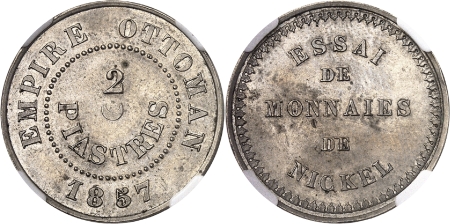 EMPIRE OTTOMAN
2
PIASTRES
1857
ESSAI
DE
MONNAIES
DE
NICKEL